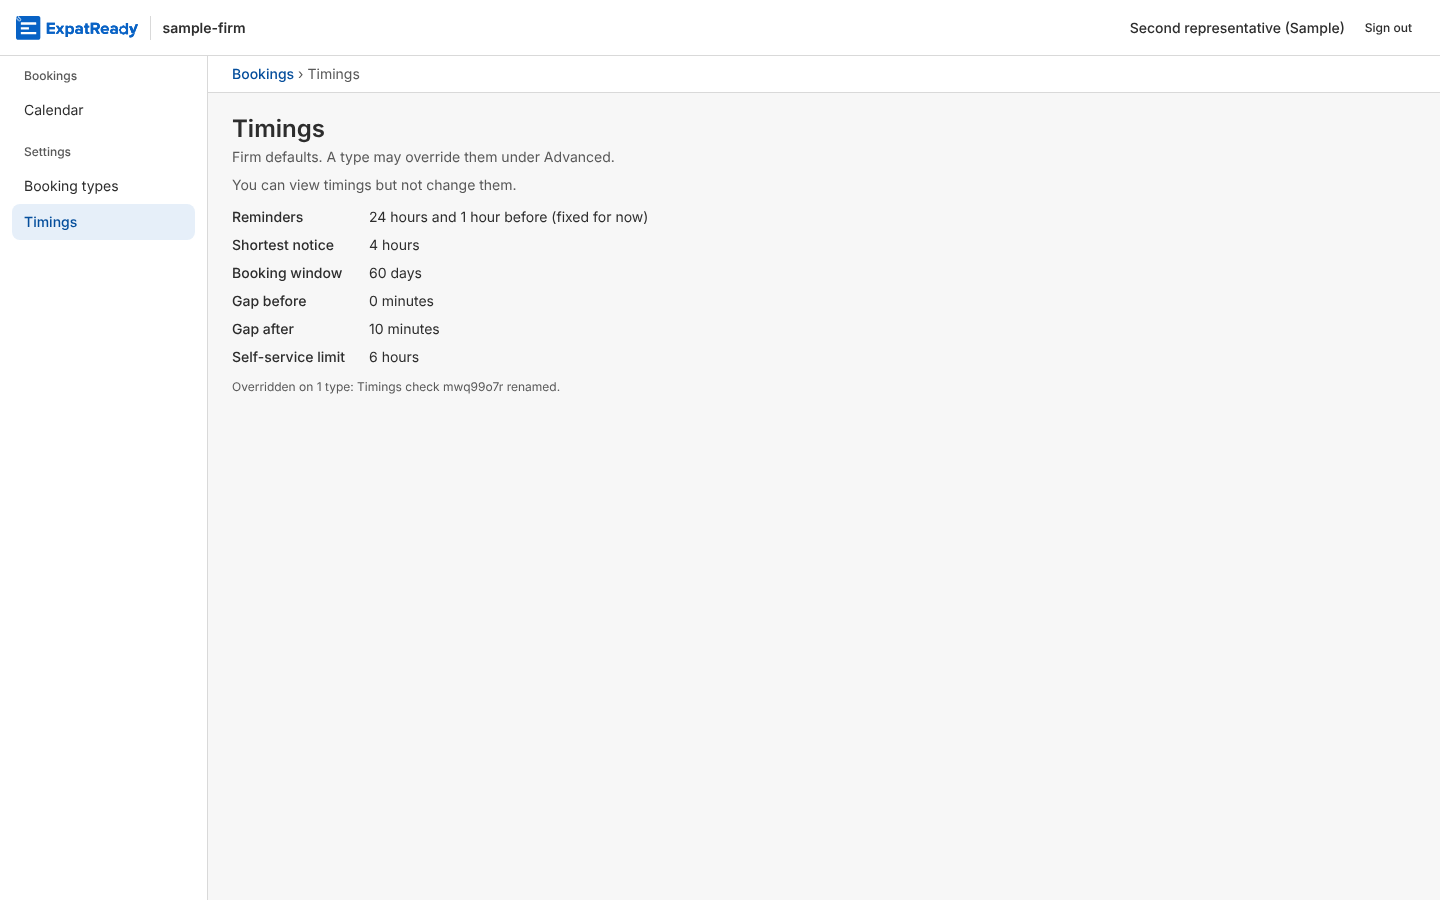 ExpatReady
sample-firm
Second representative (Sample)
Sign out
Bookings
Calendar
Settings
Booking types
Timings
Bookings › Timings
Timings
Firm defaults. A type may override them under Advanced.
You can view timings but not change them.
Reminders 24 hours and 1 hour before (fixed for now)
Shortest notice 4 hours
Booking window 60 days
Gap before 0 minutes
Gap after 10 minutes
Self-service limit 6 hours
Overridden on 1 type: Timings check mwq99o7r renamed.